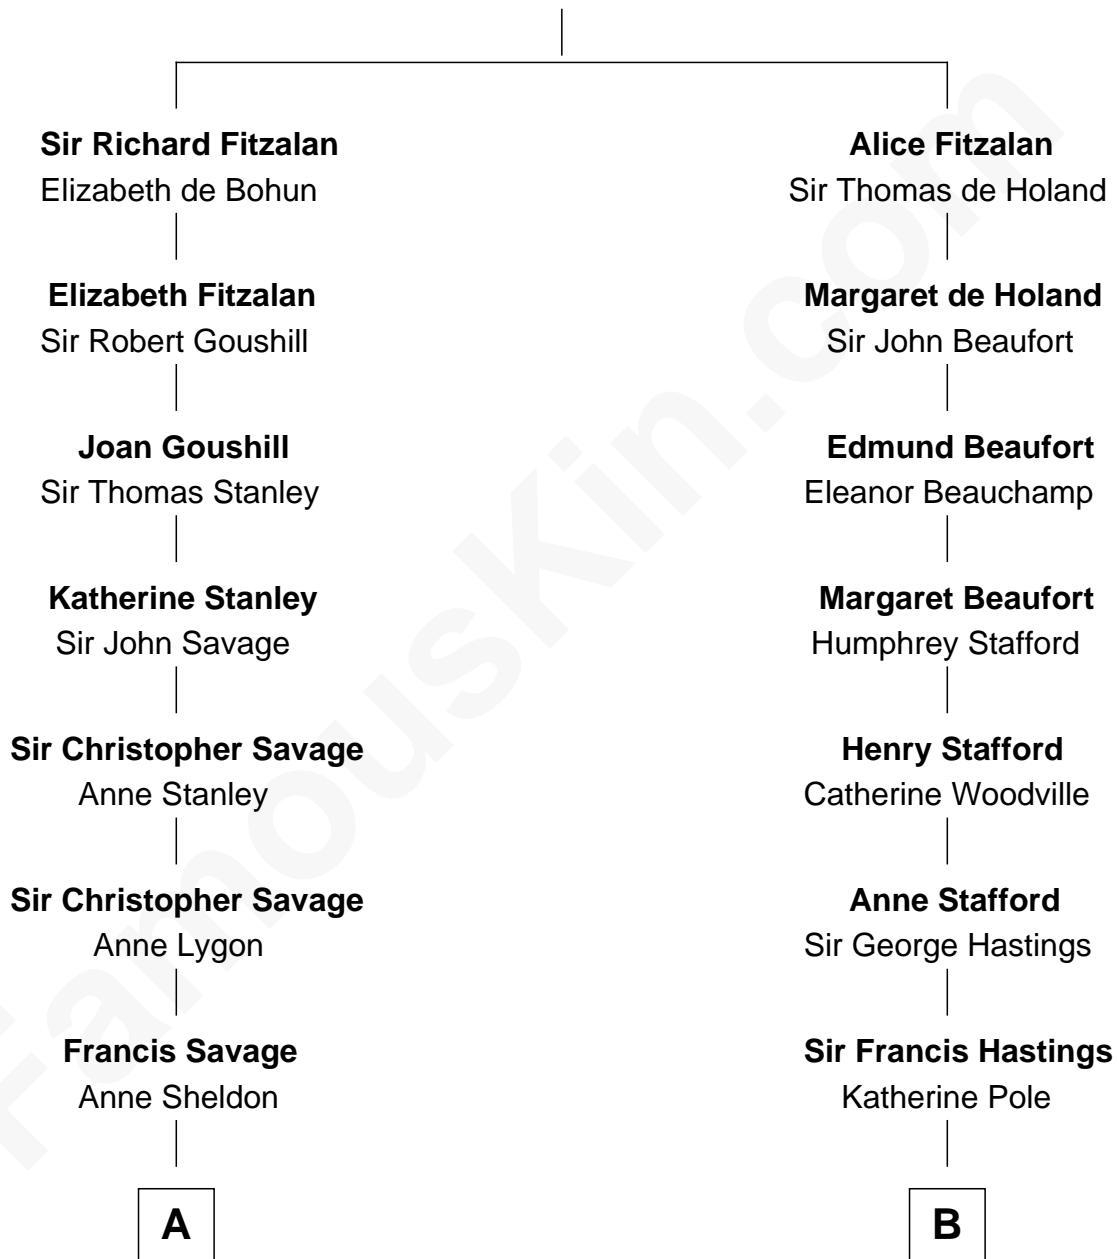 Sir Richard Fitzalan
Elizabeth de Bohun
Elizabeth Fitzalan
Sir Robert Goushill
Joan Goushill
Sir Thomas Stanley
Katherine Stanley
Sir John Savage
Sir Christopher Savage
Anne Stanley
Sir Christopher Savage
Anne Lygon
Francis Savage
Anne Sheldon
A
Alice Fitzalan
Sir Thomas de Holand
Margaret de Holand
Sir John Beaufort
Edmund Beaufort
Eleanor Beauchamp
Margaret Beaufort
Humphrey Stafford
Henry Stafford
Catherine Woodville
Anne Stafford
Sir George Hastings
Sir Francis Hastings
Katherine Pole
B
FamousKin.com